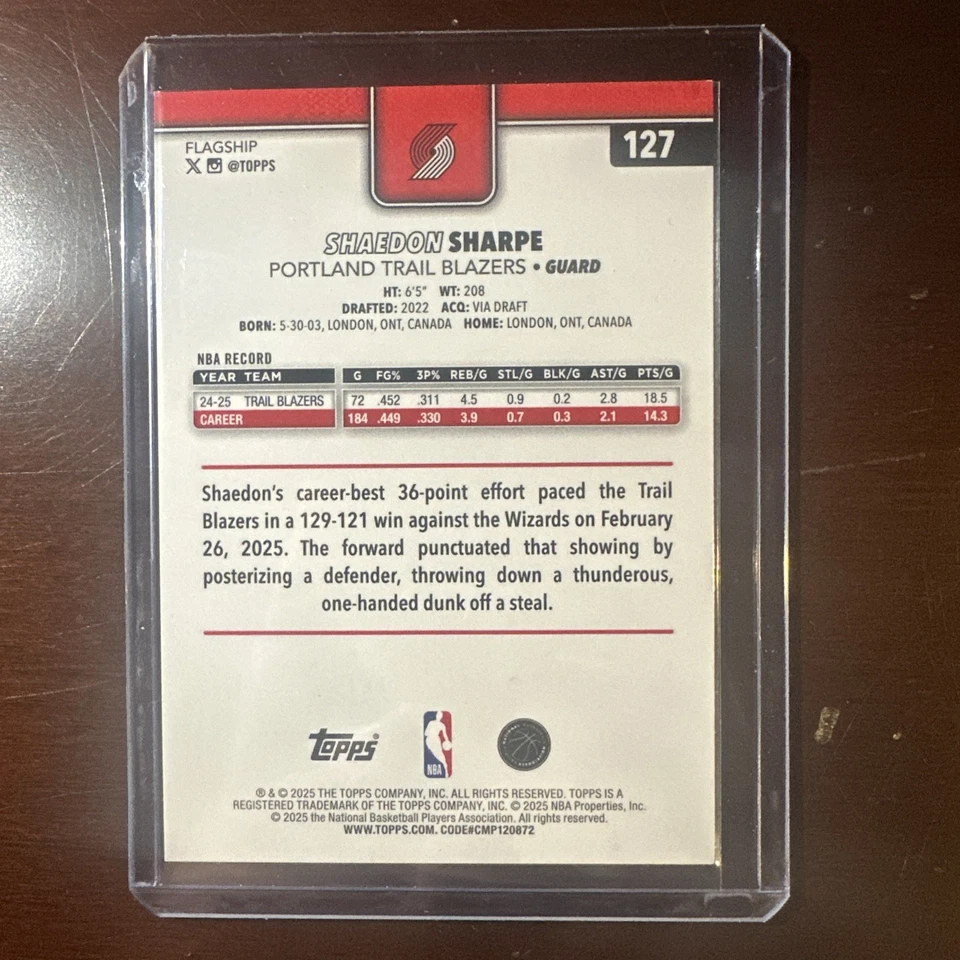 FLAGSHIP
127
@TOPPS
SHAEDON SHARPE
PORTLAND TRAIL BLAZERS • GUARD
HT: 6'5" WT: 208
DRAFTED: 2022 ACQ: VIA DRAFT
BORN: 5-30-03, LONDON, ONT, CANADA HOME: LONDON, ONT, CANADA
NBA RECORD
YEAR TEAM G FG% 3P% REB/G STL/G BLK/G AST/G PTS/G
24-25 TRAIL BLAZERS 72 .452 .311 4.5 0.9 0.2 2.8 18.5
CAREER 184 .449 .330 3.9 0.7 0.3 2.1 14.3
Shaedon's career-best 36-point effort paced the Trail
Blazers in a 129-121 win against the Wizards on February
26, 2025. The forward punctuated that showing by
posterizing a defender, throwing down a thunderous,
one-handed dunk off a steal.
Topps
NBA
® & © 2025 THE TOPPS COMPANY, INC. ALL RIGHTS RESERVED. TOPPS IS A
REGISTERED TRADEMARK OF THE TOPPS COMPANY, INC. © 2025 NBA Properties, Inc.
© 2025 the National Basketball Players Association. All rights reserved.
WWW.TOPPS.COM. CODE#CMP120872